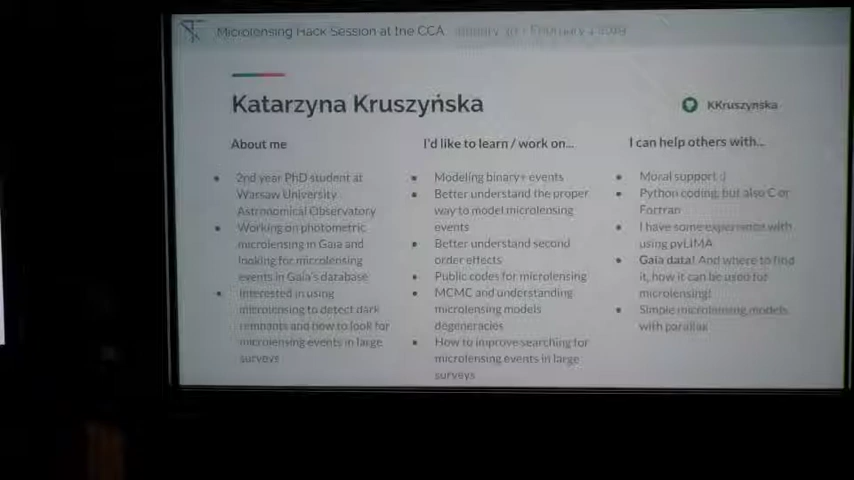 Microlensing Hack Session at the CCA
Katarzyna Kruszyńska
KKruszynska
About me
2nd year PhD student at
Warsaw University
Astronomical Observatory
Working on photometric
microlensing in Gaia and
looking for microlensing
events in Gaia's database
Interested in using
microlensing to detect dark
remnants and how to look for
microlensing events in large
surveys
I'd like to learn / work on...
Modeling binary+ events
Better understand the proper
way to model microlensing
events
Better understand second
order effects
Public codes for microlensing
MCMC and understanding
microlensing models
degeneracies
How to improve searching for
microlensing events in large
surveys
I can help others with...
Moral support :)
Python coding, but also C or
Fortran
I have some experience with
using pyLIMA
Gaia data! And where to find
it, how it can be used for
microlensing!
Simple microlensing models
with parallax